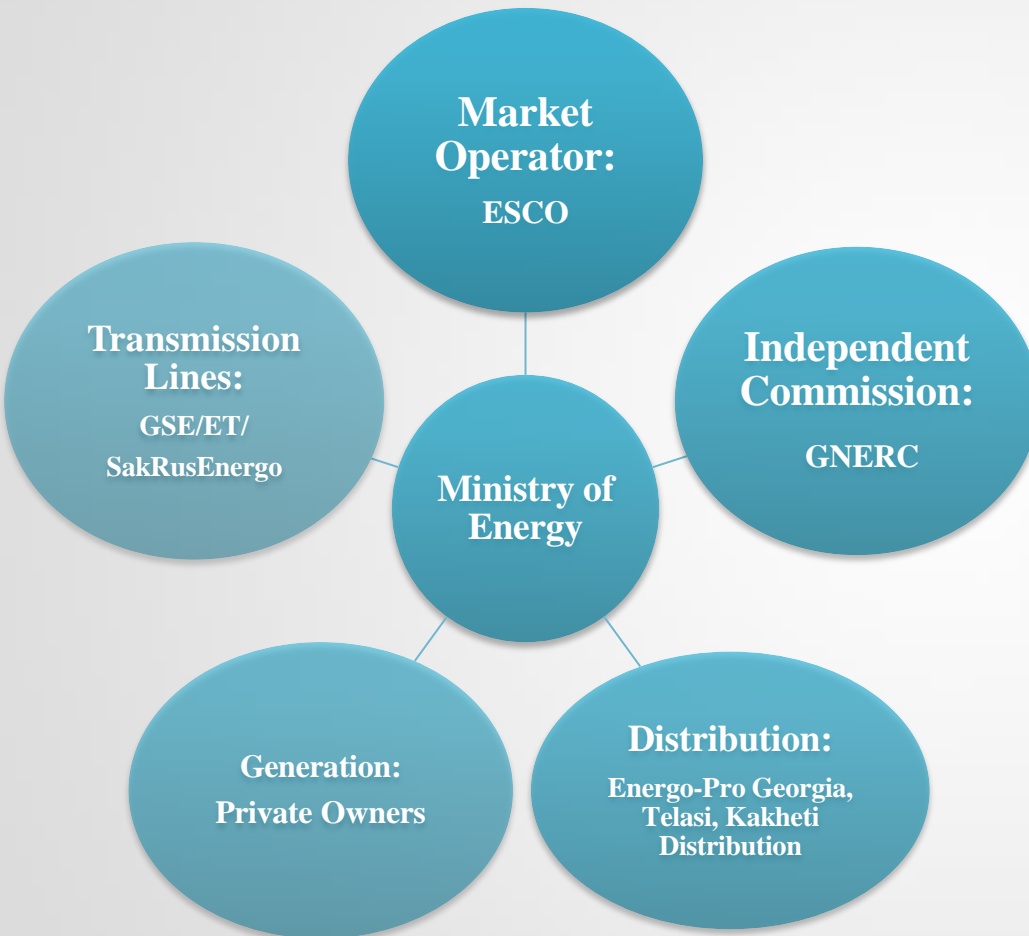 Market
Operator:
ESCO
Transmission
Lines:
GSE/ET/
SakRusEnergo
Independent
Commission:
GNERC
Ministry of
Energy
Generation:
Private Owners
Distribution:
Energo-Pro Georgia,
Telasi, Kakheti
Distribution